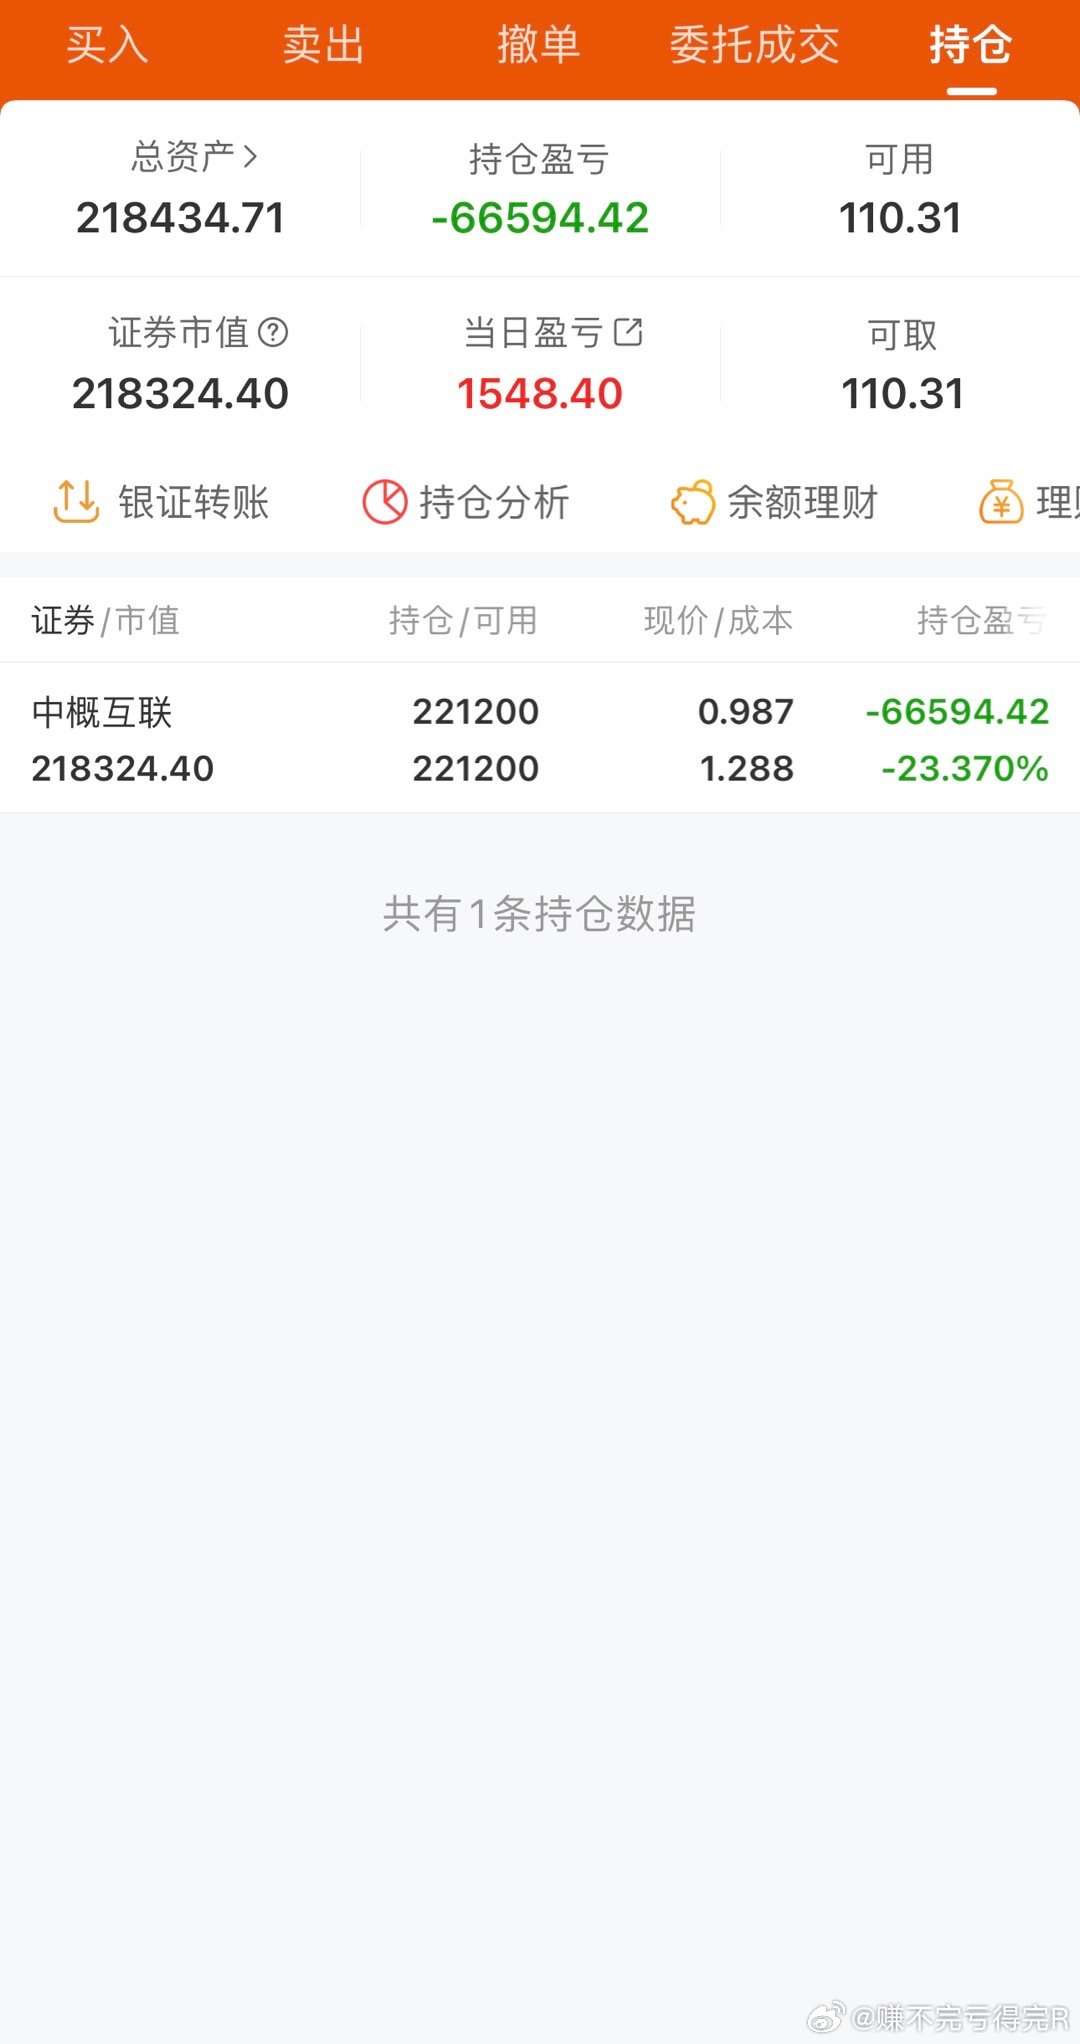 买入 卖出 撤单 委托成交 持仓
总资产 持仓盈亏 可用
218434.71 -66594.42 110.31
证券市值 当日盈亏 可取
218324.40 1548.40 110.31
银证转账 持仓分析 余额理财 理财
证券/市值 持仓/可用 现价/成本 持仓盈亏
中概互联 221200 0.987 -66594.42
218324.40 221200 1.288 -23.370%
共有1条持仓数据
@赚不完亏得完R